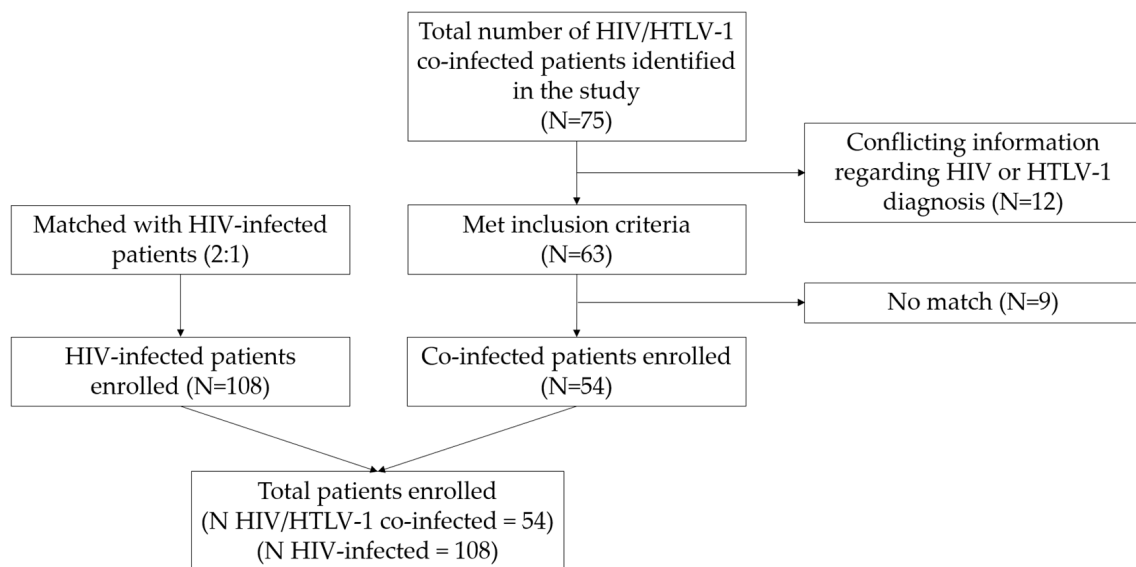 Total number of HIV/HTLV-1
co-infected patients identified
in the study
(N=75)
Conflicting information
regarding HIV or HTLV-1
diagnosis (N=12)
Matched with HIV-infected
patients (2:1)
Met inclusion criteria
(N=63)
No match (N=9)
HIV-infected patients
enrolled (N=108)
Co-infected patients enrolled
(N=54)
Total patients enrolled
(N HIV/HTLV-1 co-infected = 54)
(N HIV-infected = 108)